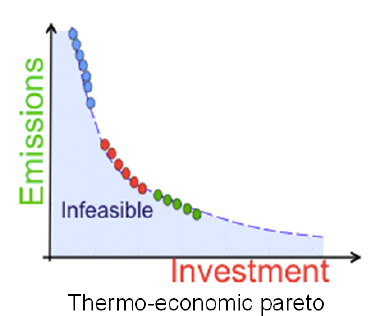 Emissions
Infeasible
Investment
Thermo-economic pareto